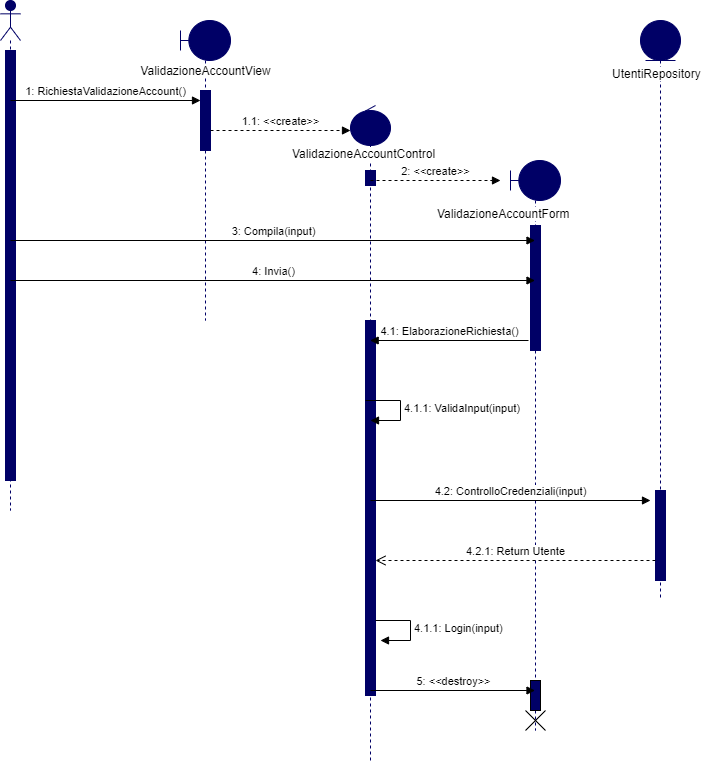 ValidazioneAccountView
UtentiRepository
1: RichiestaValidazioneAccount()
1.1: <<create>>
ValidazioneAccountControl
2: <<create>>
ValidazioneAccountForm
3: Compila(input)
4: Invia()
4.1: ElaborazioneRichiesta()
4.1.1: ValidaInput(input)
4.2: ControlloCredenziali(input)
4.2.1: Return Utente
4.1.1: Login(input)
5: <<destroy>>